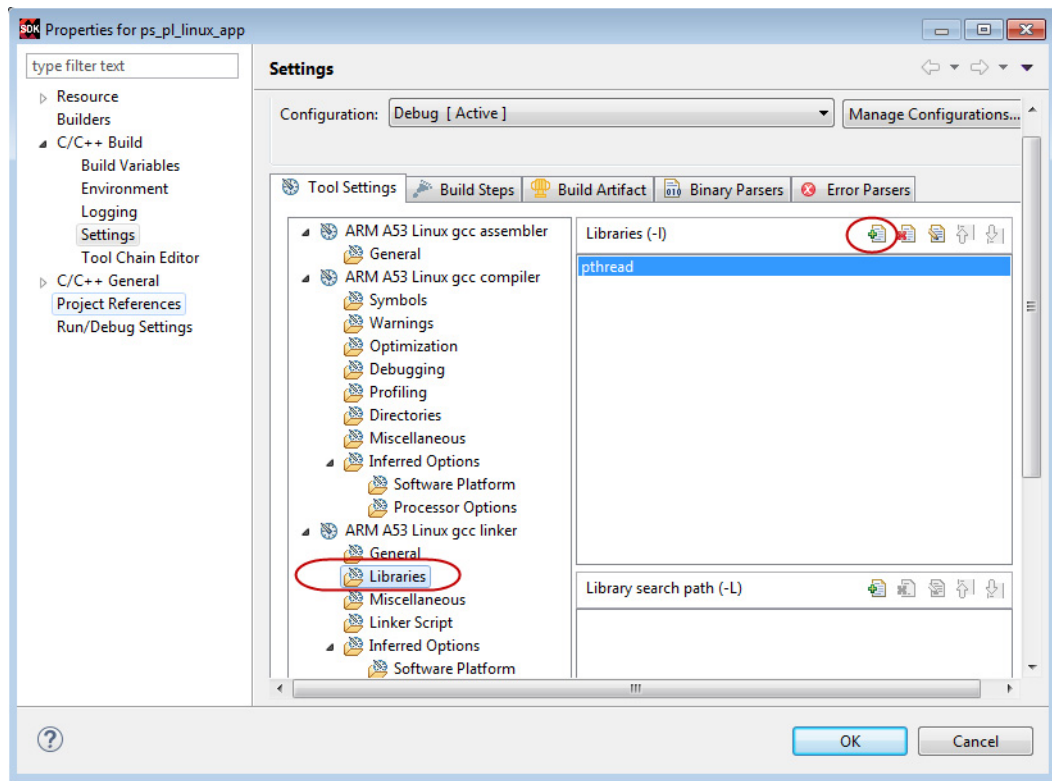 SDK Properties for ps_pl_linux_app
type filter text
Resource
Builders
C/C++ Build
Build Variables
Environment
Logging
Settings
Tool Chain Editor
C/C++ General
Project References
Run/Debug Settings
Settings
Configuration: Debug [ Active ] Manage Configurations...
Tool Settings Build Steps Build Artifact Binary Parsers Error Parsers
ARM A53 Linux gcc assembler
General
ARM A53 Linux gcc compiler
Symbols
Warnings
Optimization
Debugging
Profiling
Directories
Miscellaneous
Inferred Options
Software Platform
Processor Options
ARM A53 Linux gcc linker
General
Libraries
Miscellaneous
Linker Script
Inferred Options
Software Platform
Libraries (-l)
pthread
Library search path (-L)
OK Cancel